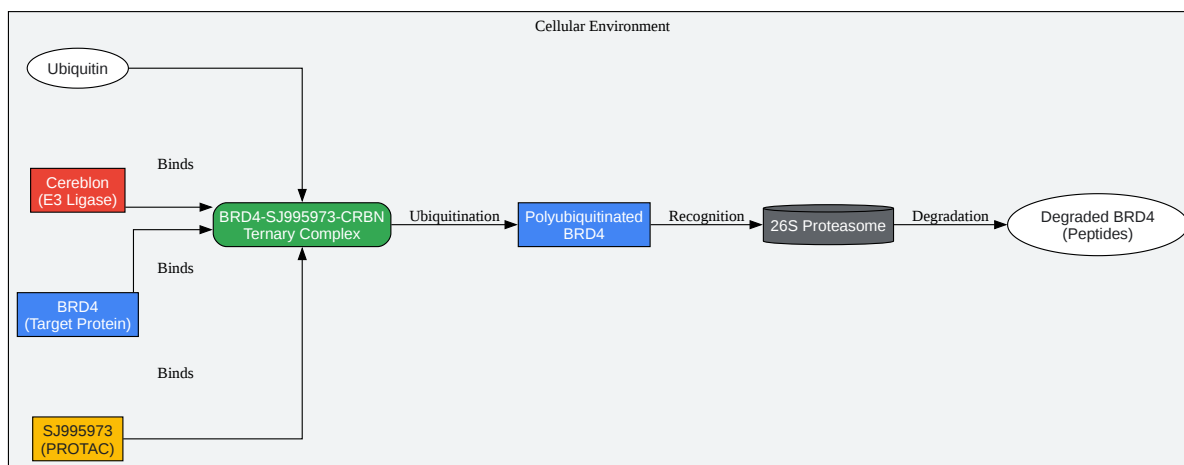 Cellular Environment
Ubiquitin
Binds
Cereblon
(E3 Ligase)
BRD4-SJ995973-CRBN
Ternary Complex
Ubiquitination
Polyubiquitinated
BRD4
Recognition
26S Proteasome
Degradation
Degraded BRD4
(Peptides)
Binds
BRD4
(Target Protein)
Binds
SJ995973
(PROTAC)